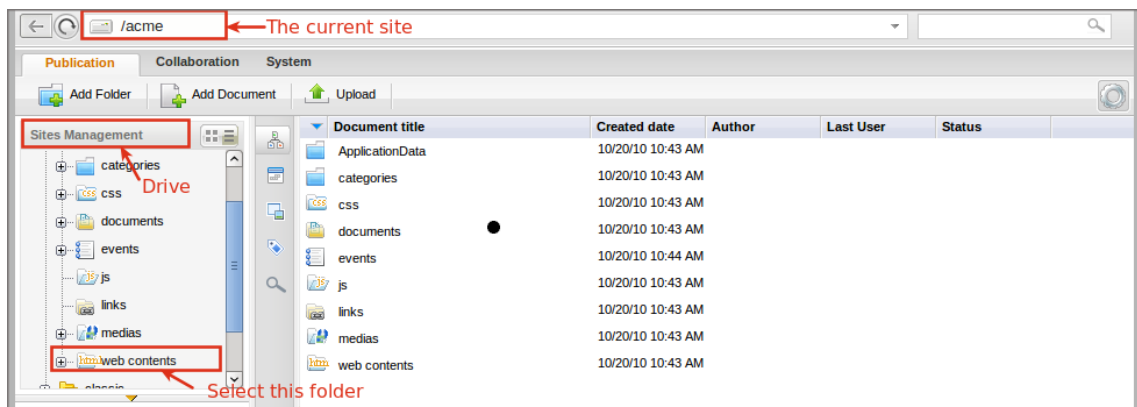 /acme
The current site
Publication Collaboration System
Add Folder Add Document Upload
Sites Management
Drive
categories
css
documents
events
js
links
medias
web contents
classic
Select this folder
Document title Created date Author Last User Status
ApplicationData 10/20/10 10:43 AM
categories 10/20/10 10:43 AM
css 10/20/10 10:43 AM
documents 10/20/10 10:43 AM
events 10/20/10 10:44 AM
js 10/20/10 10:43 AM
links 10/20/10 10:43 AM
medias 10/20/10 10:43 AM
web contents 10/20/10 10:43 AM